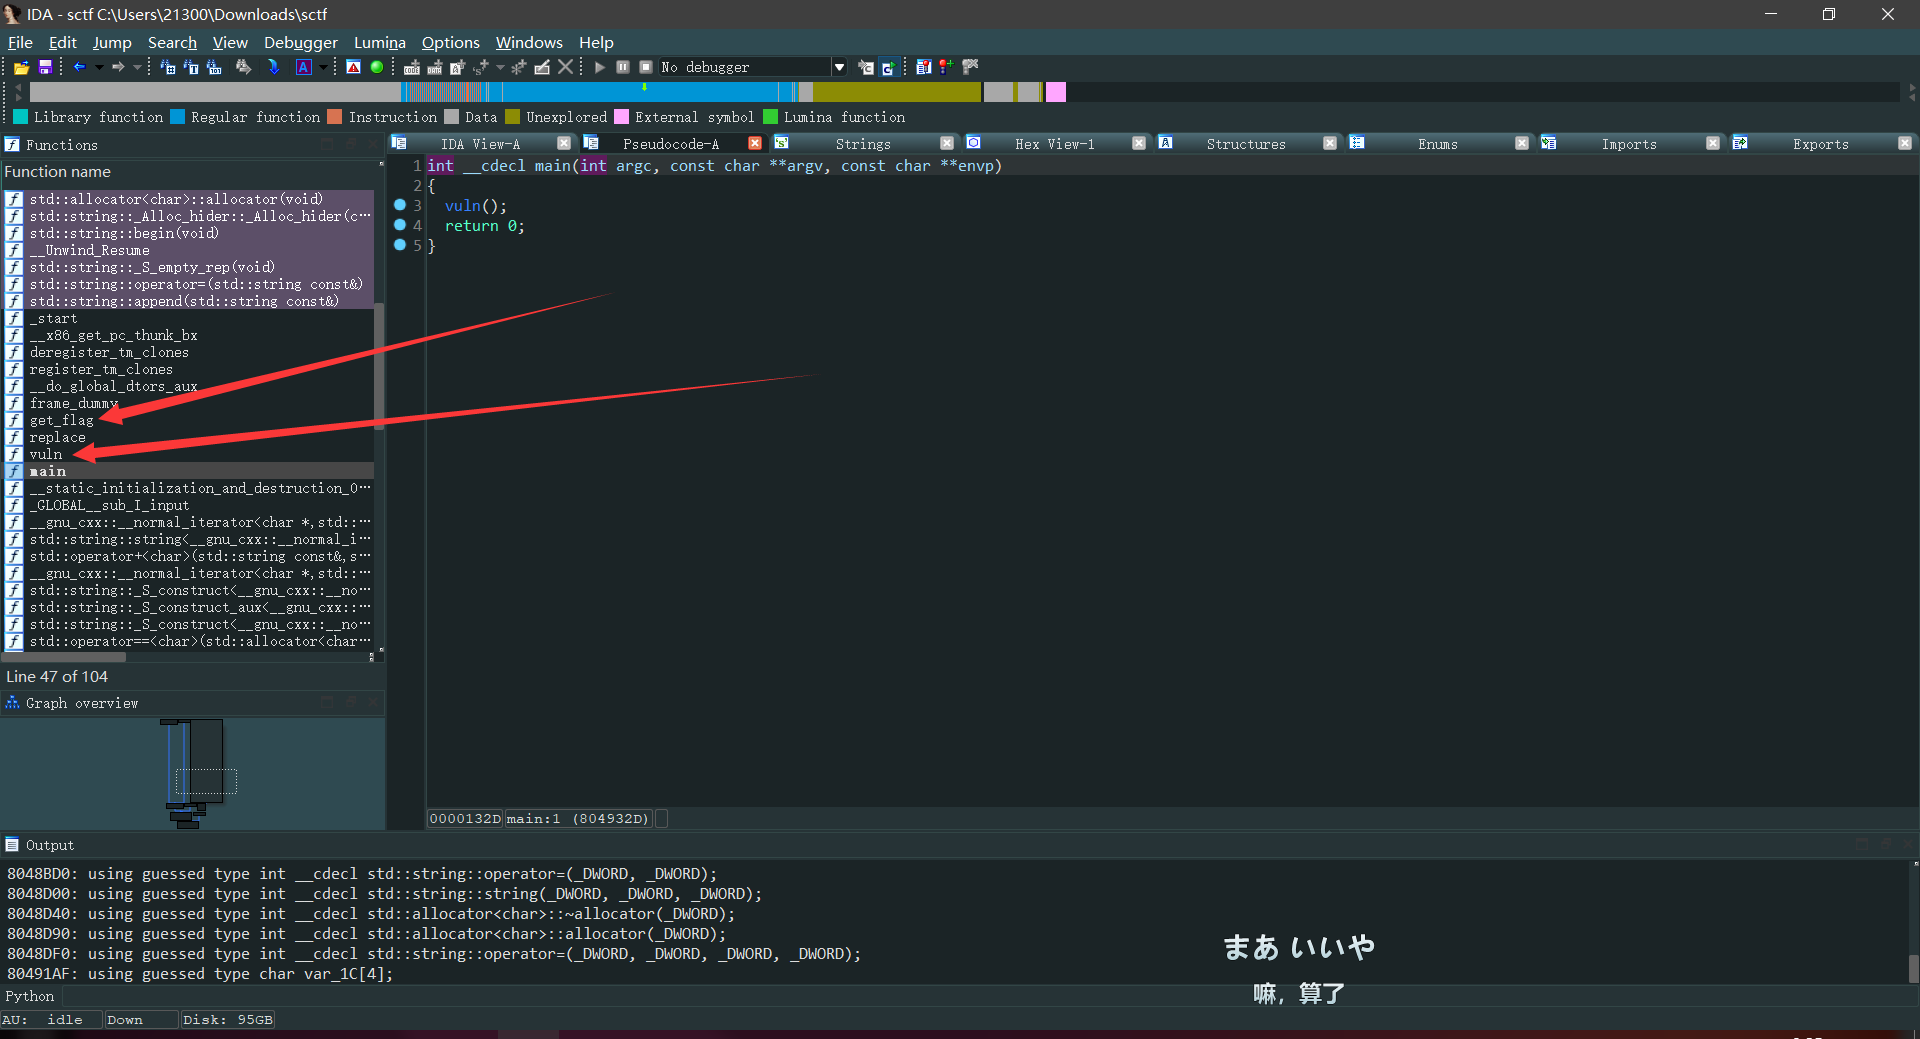 IDA - sctf C:\Users\21300\Downloads\sctf
File Edit Jump Search View Debugger Lumina Options Windows Help
No debugger
Library function Regular function Instruction Data Unexplored External symbol Lumina function
Functions
IDA View-A Pseudocode-A Strings Hex View-1 Structures Enums Imports Exports
Function name
std::allocator<char>::allocator(void)
std::string::_Alloc_hider::_Alloc_hider(c…
std::string::begin(void)
__Unwind_Resume
std::string::_S_empty_rep(void)
std::string::operator=(std::string const&)
std::string::append(std::string const&)
_start
__x86_get_pc_thunk_bx
deregister_tm_clones
register_tm_clones
__do_global_dtors_aux
frame_dummy
get_flag
replace
vuln
main
__static_initialization_and_destruction_0…
_GLOBAL__sub_I_input
__gnu_cxx::__normal_iterator<char *,std::…
std::string::string<__gnu_cxx::__normal_i…
std::operator+<char>(std::string const&,s…
__gnu_cxx::__normal_iterator<char *,std::…
std::string::_S_construct<__gnu_cxx::__no…
std::string::_S_construct_aux<__gnu_cxx::…
std::string::_S_construct<__gnu_cxx::__no…
std::operator==<char>(std::allocator<char…
Line 47 of 104
Graph overview
1 int __cdecl main(int argc, const char **argv, const char **envp)
2 {
3 vuln();
4 return 0;
5 }
0000132D main:1 (804932D)
Output
8048BD0: using guessed type int __cdecl std::string::operator=(_DWORD, _DWORD);
8048D00: using guessed type int __cdecl std::string::string(_DWORD, _DWORD, _DWORD);
8048D40: using guessed type int __cdecl std::allocator<char>::~allocator(_DWORD);
8048D90: using guessed type int __cdecl std::allocator<char>::allocator(_DWORD);
8048DF0: using guessed type int __cdecl std::string::operator=(_DWORD, _DWORD, _DWORD, _DWORD);
80491AF: using guessed type char var_1C[4];
まあ いいや
嘛，算了
Python
AU: idle Down Disk: 95GB